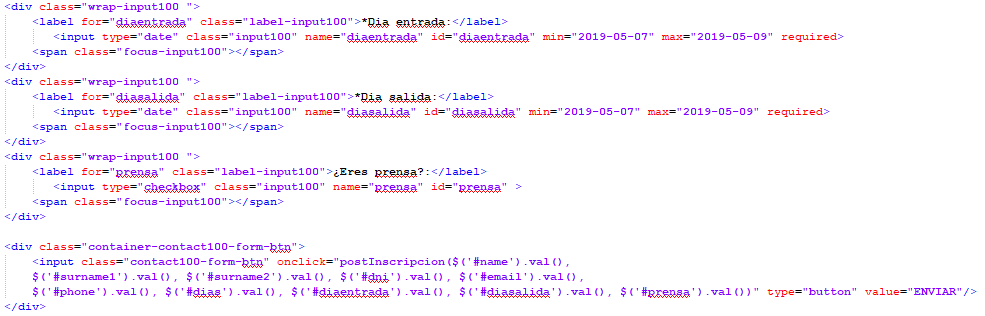 <div class="wrap-input100 ">
<label for="diaentrada" class="label-input100">*Dia entrada:</label>
<input type="date" class="input100" name="diaentrada" id="diaentrada" min="2019-05-07" max="2019-05-09" required>
<span class="focus-input100"></span>
</div>
<div class="wrap-input100 ">
<label for="diasalida" class="label-input100">*Dia salida:</label>
<input type="date" class="input100" name="diasalida" id="diasalida" min="2019-05-07" max="2019-05-09" required>
<span class="focus-input100"></span>
</div>
<div class="wrap-input100 ">
<label for="prensa" class="label-input100">¿Eres prensa?:</label>
<input type="checkbox" class="input100" name="prensa" id="prensa" >
<span class="focus-input100"></span>
</div>
<div class="container-contact100-form-btn">
<input class="contact100-form-btn" onclick="postInscripcion($('#name').val(),
$('#surname1').val(), $('#surname2').val(), $('#dni').val(), $('#email').val(),
$('#phone').val(), $('#dias').val(), $('#diaentrada').val(), $('#diasalida').val(), $('#prensa').val())" type="button" value="ENVIAR"/>
</div>